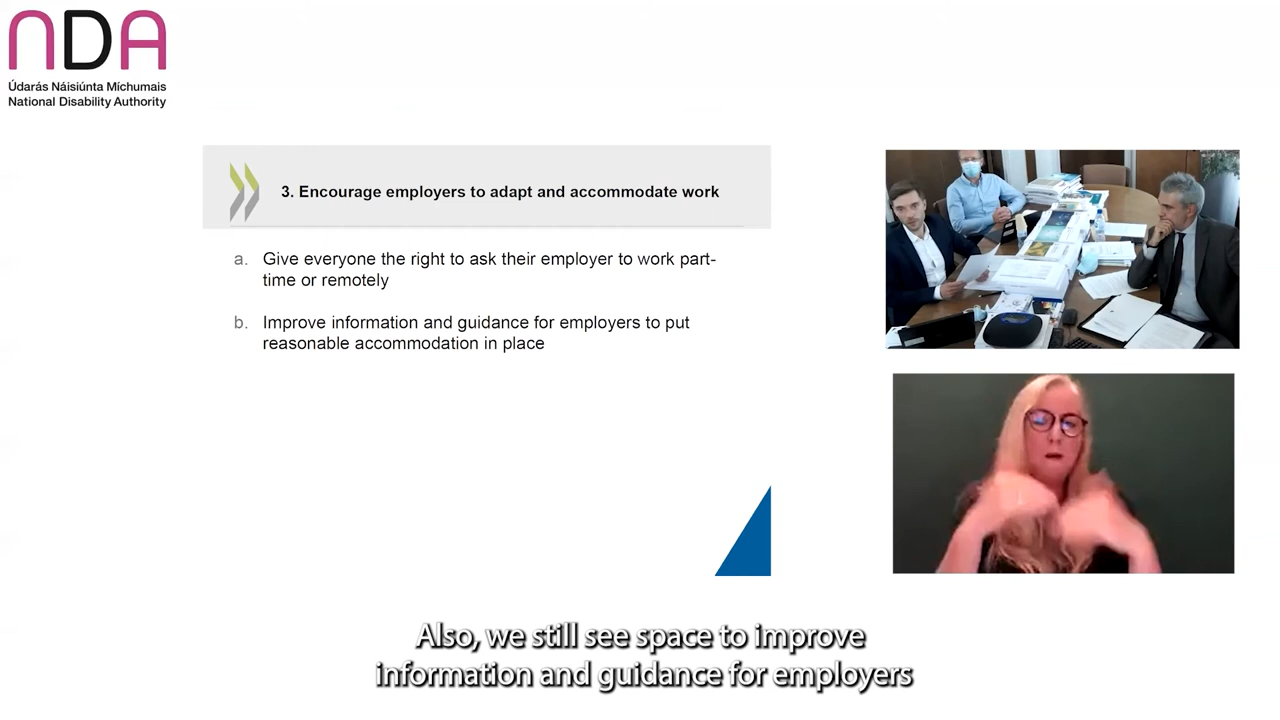 NDA
Údarás Náisiúnta Míchumais
National Disability Authority
3. Encourage employers to adapt and accommodate work
a. Give everyone the right to ask their employer to work part-
time or remotely
b. Improve information and guidance for employers to put
reasonable accommodation in place
Also, we still see space to improve
information and guidance for employers